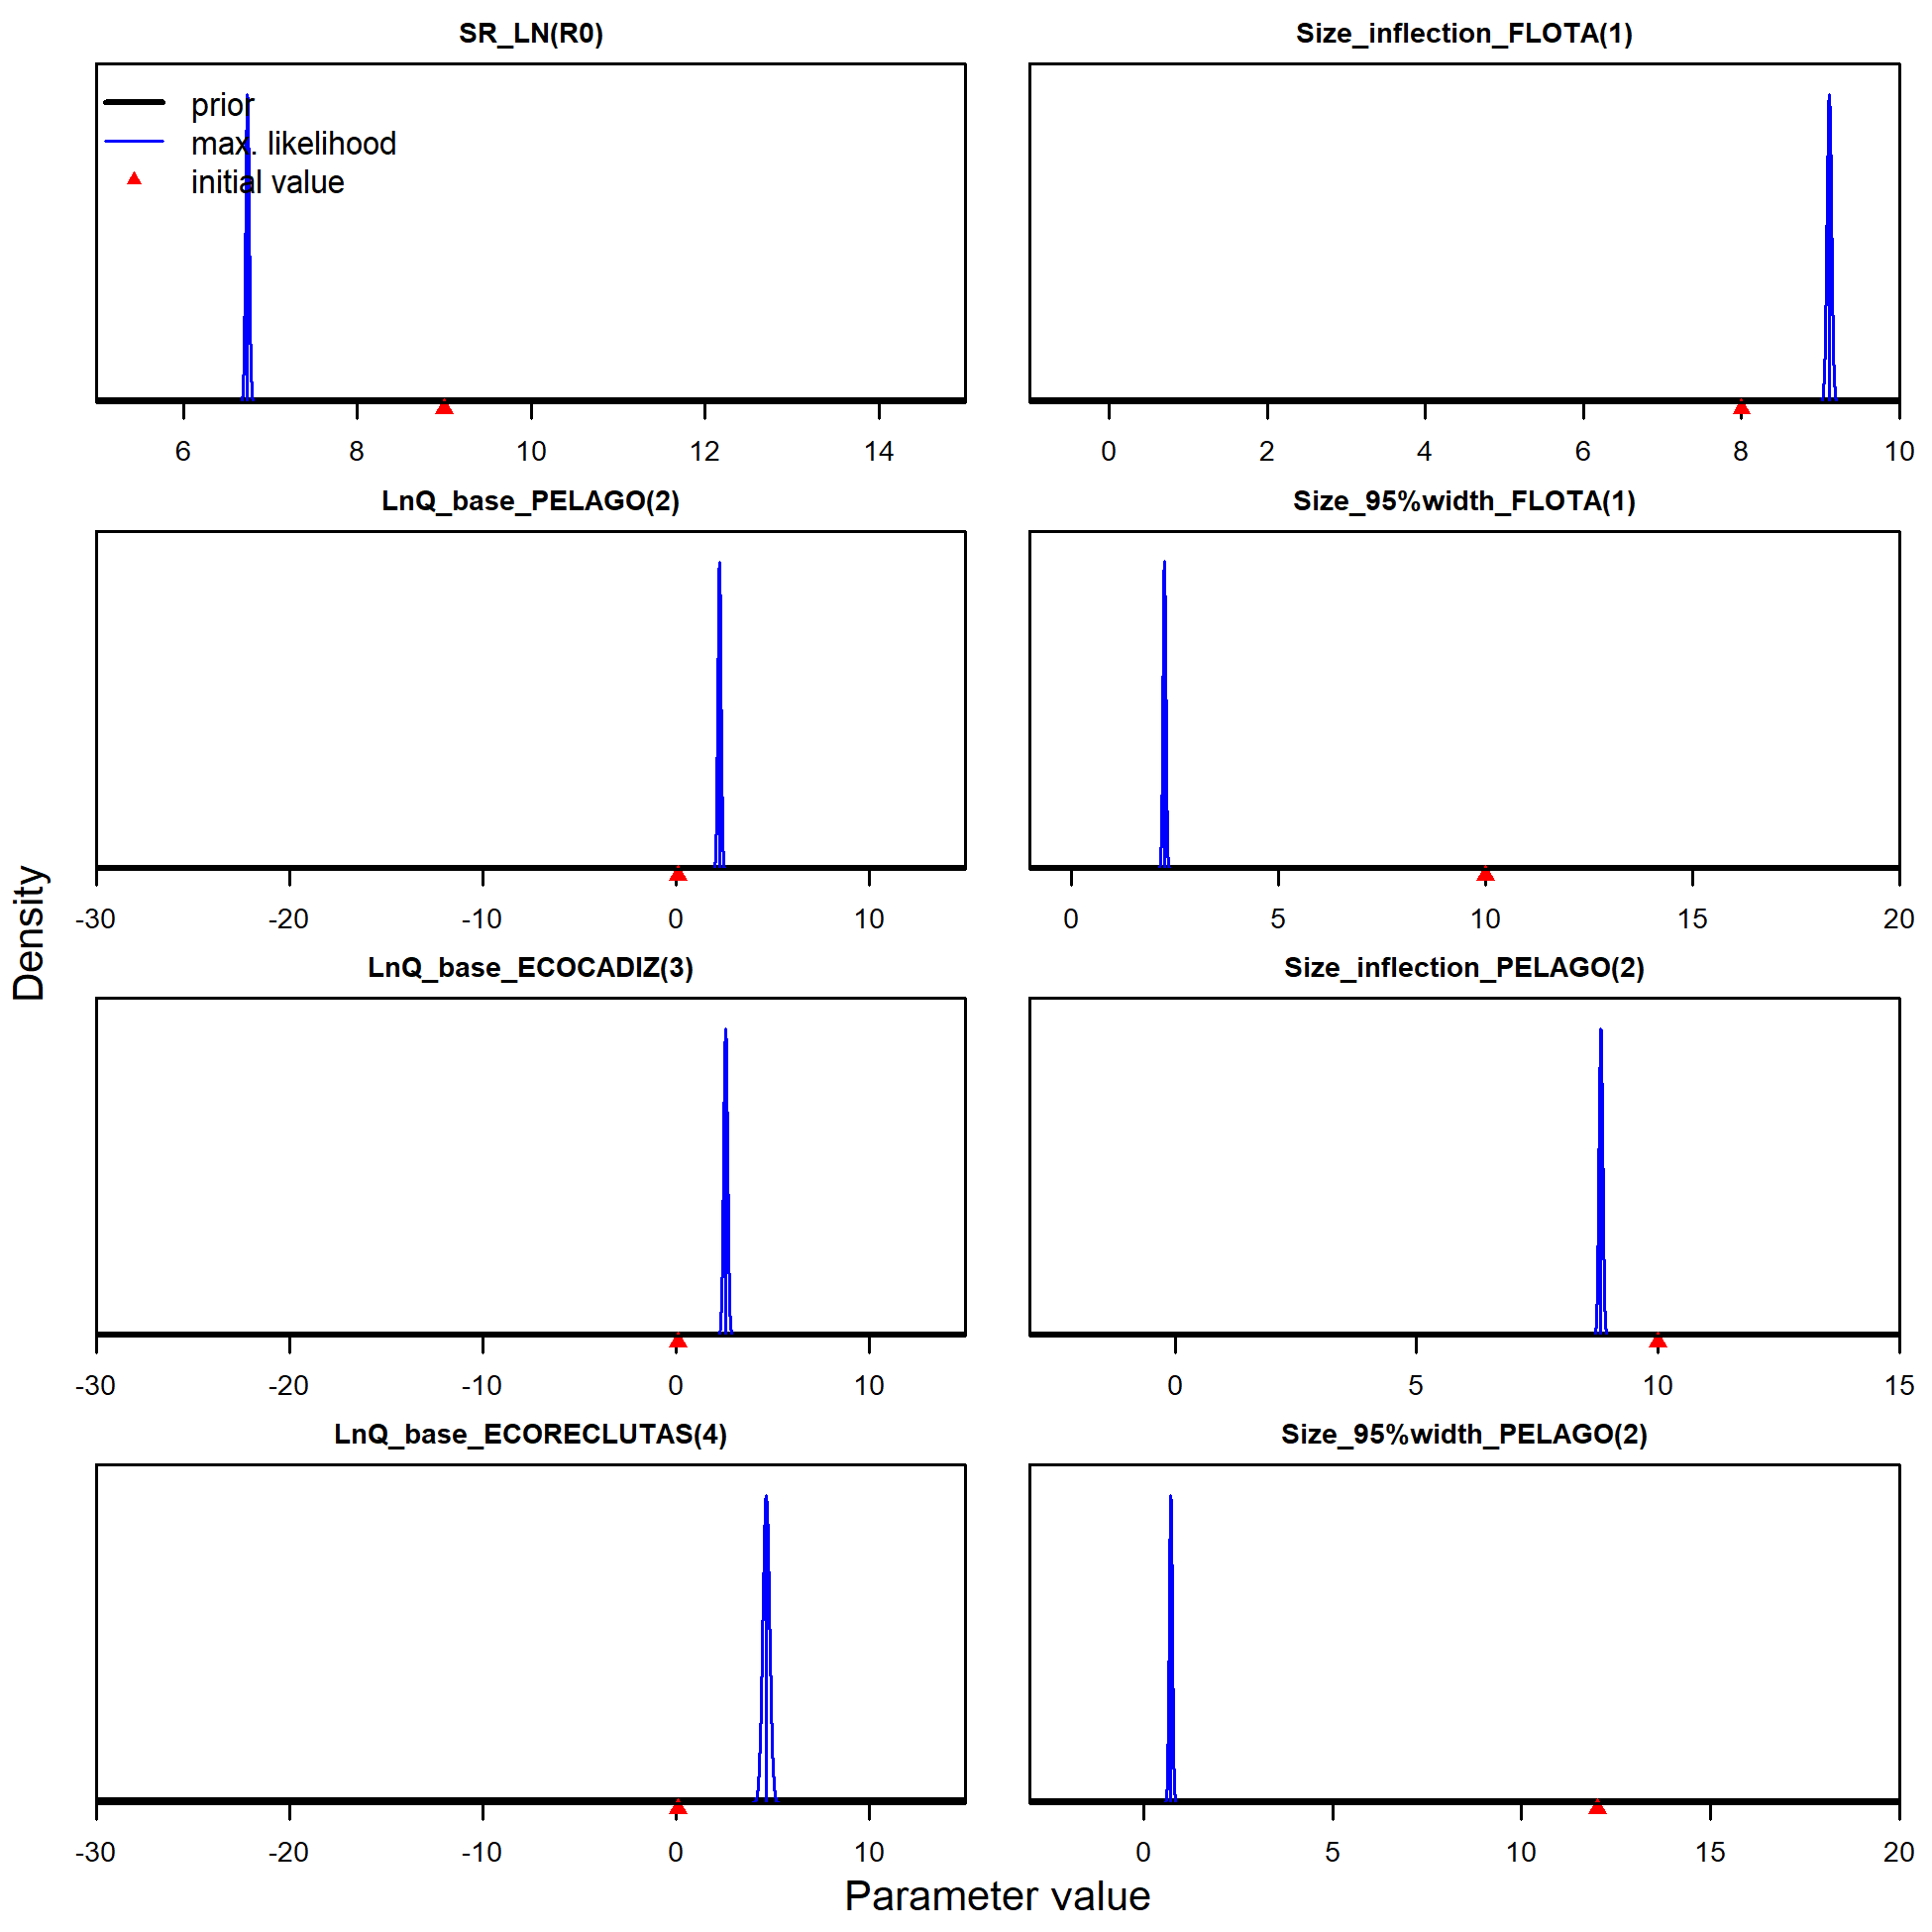 SR_LN(R0)
prior
max. likelihood
initial value
6 8 10 12 14
Size_inflection_FLOTA(1)
0 2 4 6 8 10
LnQ_base_PELAGO(2)
-30 -20 -10 0 10
Size_95%width_FLOTA(1)
0 5 10 15 20
LnQ_base_ECOCADIZ(3)
-30 -20 -10 0 10
Size_inflection_PELAGO(2)
0 5 10 15
LnQ_base_ECORECLUTAS(4)
-30 -20 -10 0 10
Size_95%width_PELAGO(2)
0 5 10 15 20
Density
Parameter value